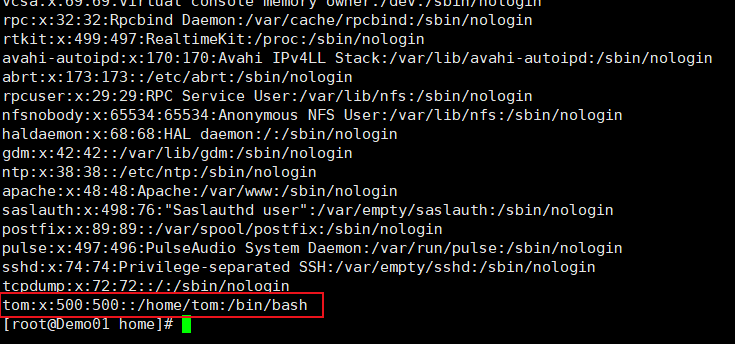 vcsa:x:69:69:virtual console memory owner:/dev:/sbin/nologin
rpc:x:32:32:Rpcbind Daemon:/var/cache/rpcbind:/sbin/nologin
rtkit:x:499:497:RealtimeKit:/proc:/sbin/nologin
avahi-autoipd:x:170:170:Avahi IPv4LL Stack:/var/lib/avahi-autoipd:/sbin/nologin
abrt:x:173:173::/etc/abrt:/sbin/nologin
rpcuser:x:29:29:RPC Service User:/var/lib/nfs:/sbin/nologin
nfsnobody:x:65534:65534:Anonymous NFS User:/var/lib/nfs:/sbin/nologin
haldaemon:x:68:68:HAL daemon:/:/sbin/nologin
gdm:x:42:42::/var/lib/gdm:/sbin/nologin
ntp:x:38:38::/etc/ntp:/sbin/nologin
apache:x:48:48:Apache:/var/www:/sbin/nologin
saslauth:x:498:76:"Saslauthd user":/var/empty/saslauth:/sbin/nologin
postfix:x:89:89::/var/spool/postfix:/sbin/nologin
pulse:x:497:496:PulseAudio System Daemon:/var/run/pulse:/sbin/nologin
sshd:x:74:74:Privilege-separated SSH:/var/empty/sshd:/sbin/nologin
tcpdump:x:72:72::/:/sbin/nologin
tom:x:500:500::/home/tom:/bin/bash
[root@Demo01 home]#